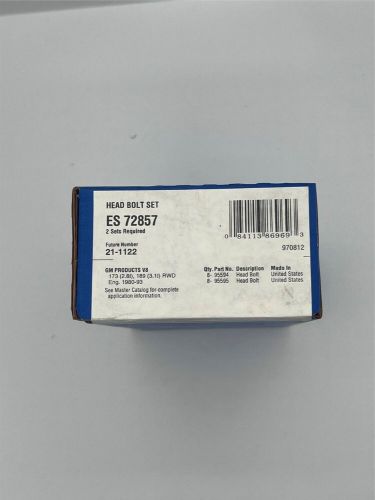 HEAD BOLT SET
ES 72857
2 Sets Required
Future Number
21-1122
0 84113 86969 3
970812
GM PRODUCTS V8
173 (2.8l), 189 (3.1l) RWD
Eng. 1980-93
See Master Catalog for complete
application information.
Qty. Part No. Description Made in
8- 95594 Head Bolt United States
8- 95595 Head Bolt United States